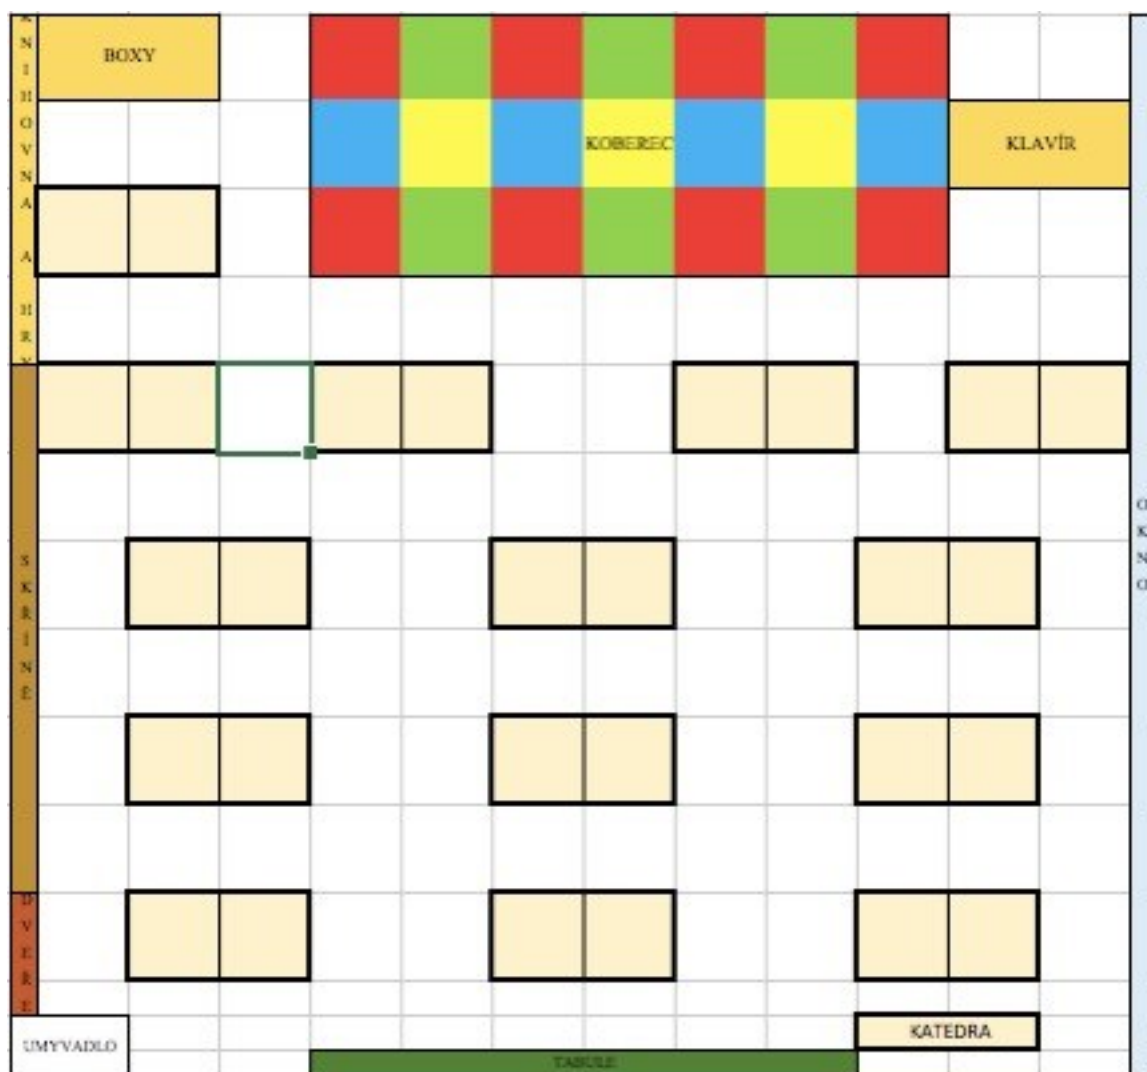 KNIHOVNA A HRY
BOXY
KOBEREC
KLAVÍR
OKNO
SKŘÍNĚ
DVEŘE
KATEDRA
UMYVADLO
TABULE